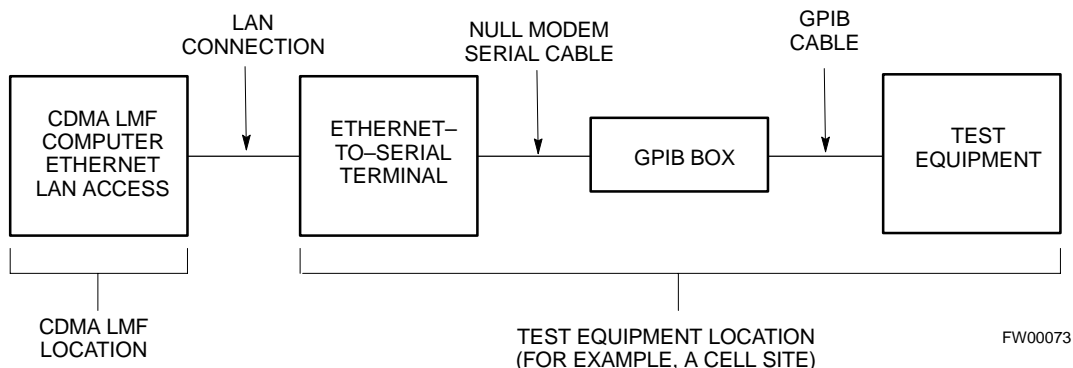 LAN
CONNECTION
NULL MODEM
SERIAL CABLE
GPIB
CABLE
CDMA LMF
COMPUTER
ETHERNET
LAN ACCESS
ETHERNET–
TO–SERIAL
TERMINAL
GPIB BOX
TEST
EQUIPMENT
CDMA LMF
LOCATION
TEST EQUIPMENT LOCATION
(FOR EXAMPLE, A CELL SITE)
FW00073